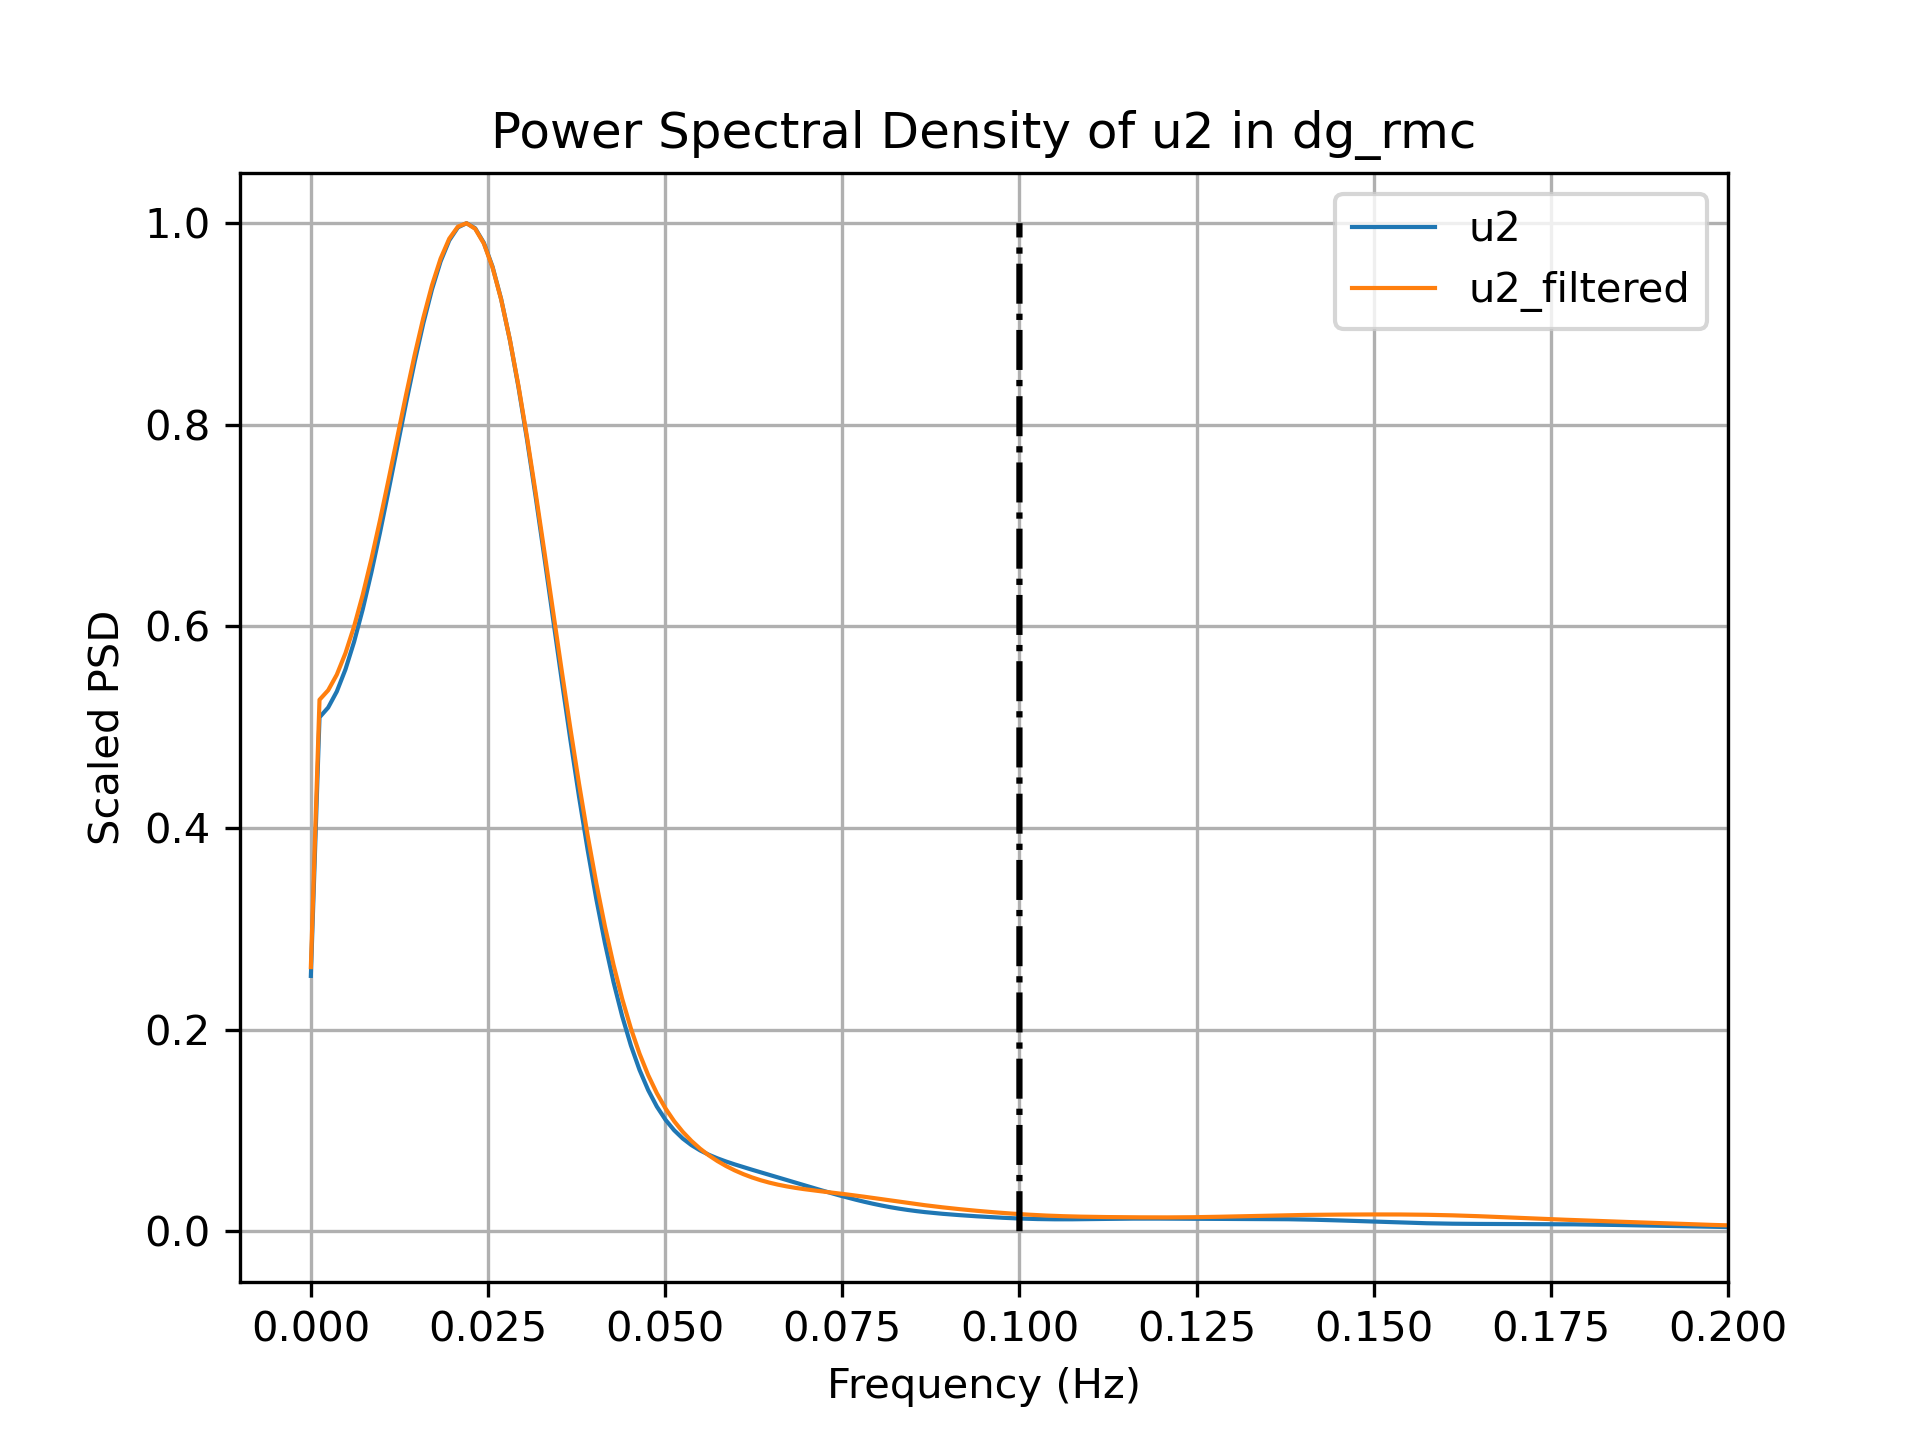 Power Spectral Density of u2 in dg_rmc
u2
u2_filtered
1.0
0.8
0.6
0.4
0.2
0.0
Scaled PSD
0.000 0.025 0.050 0.075 0.100 0.125 0.150 0.175 0.200
Frequency (Hz)